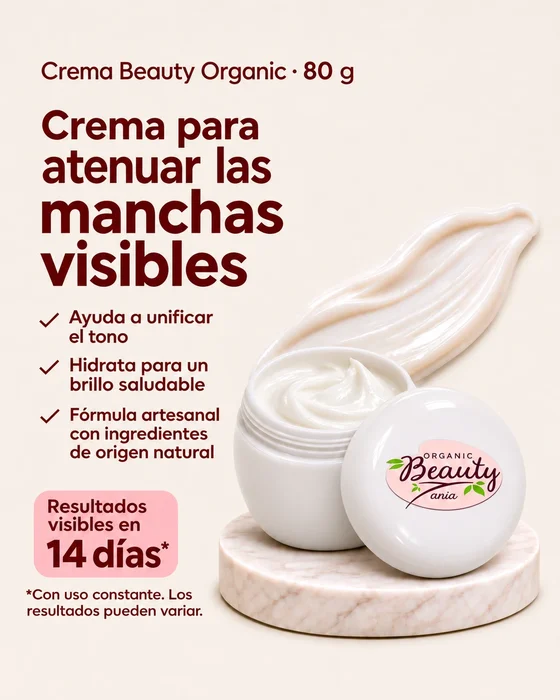 Crema Beauty Organic · 80 g
Crema para
atenuar las
manchas
visibles
Ayuda a unificar
el tono
Hidrata para un
brillo saludable
Fórmula artesanal
con ingredientes
de origen natural
Resultados
visibles en
14 días*
*Con uso constante. Los
resultados pueden variar.
ORGANIC
Beauty
Zania